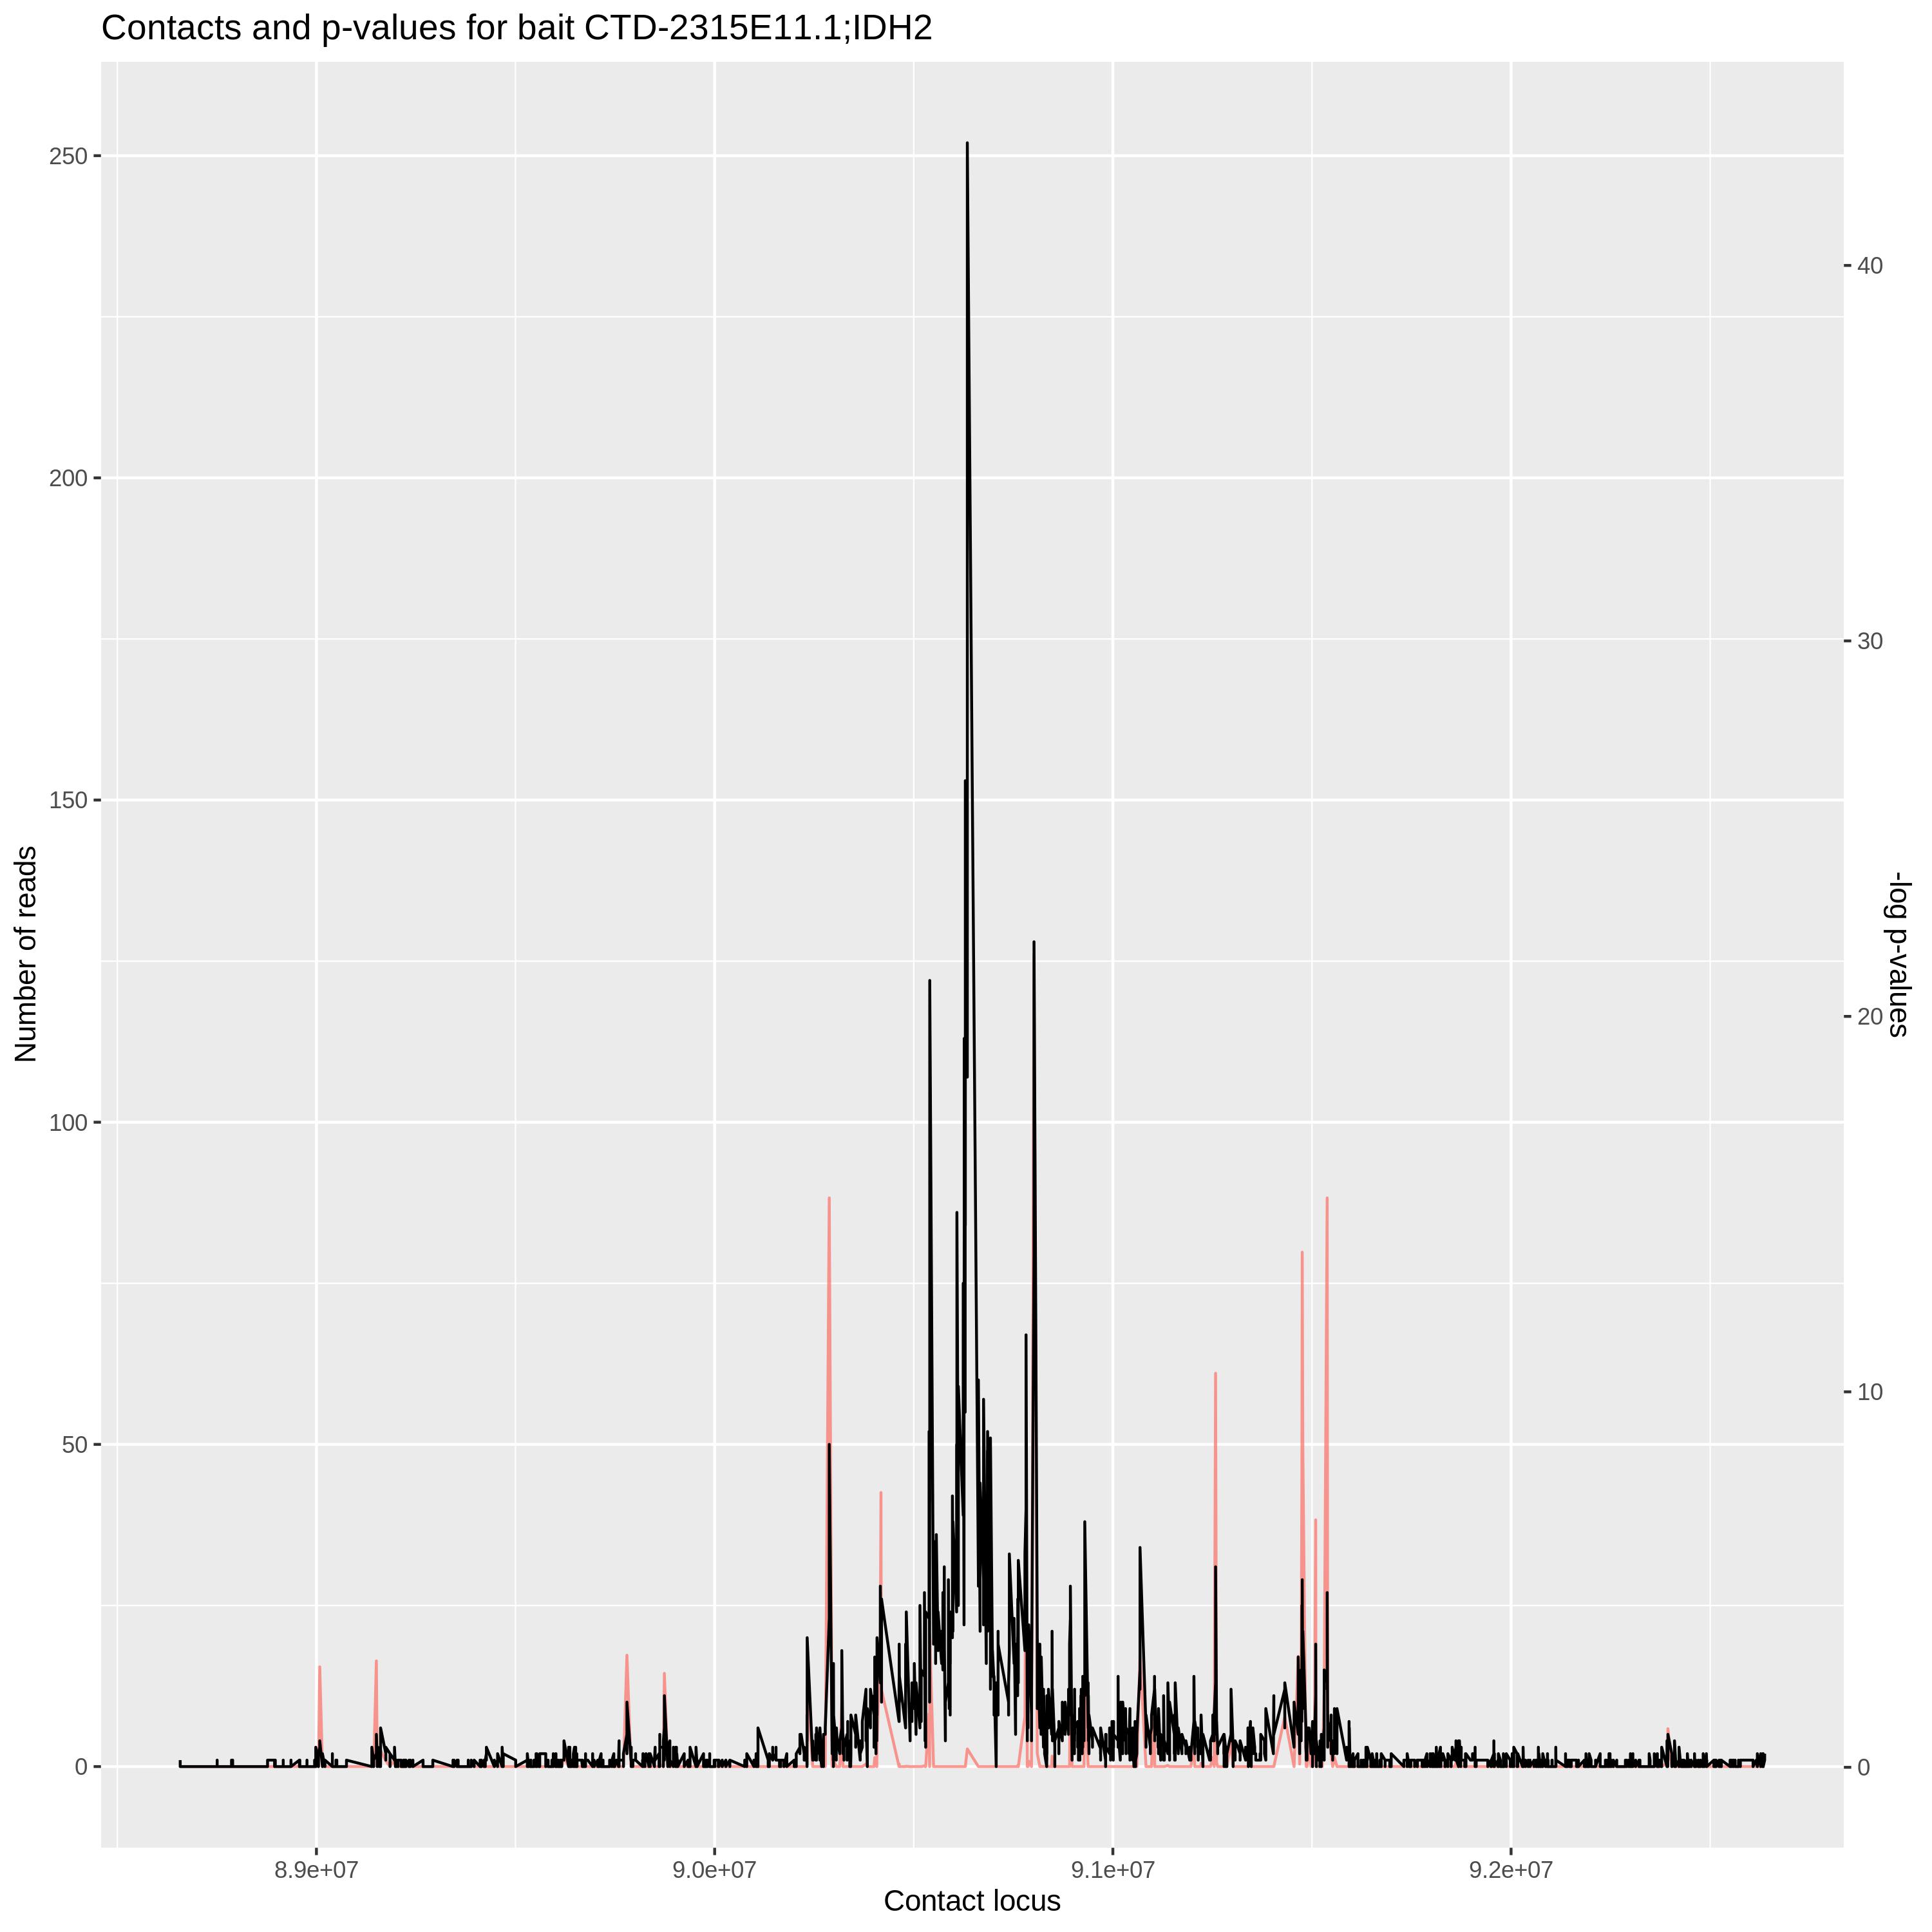 Contacts and p-values for bait CTD-2315E11.1;IDH2
250
200
150
100
50
0
Number of reads
40
30
20
10
0
-log p-values
8.9e+07
9.0e+07
9.1e+07
9.2e+07
Contact locus